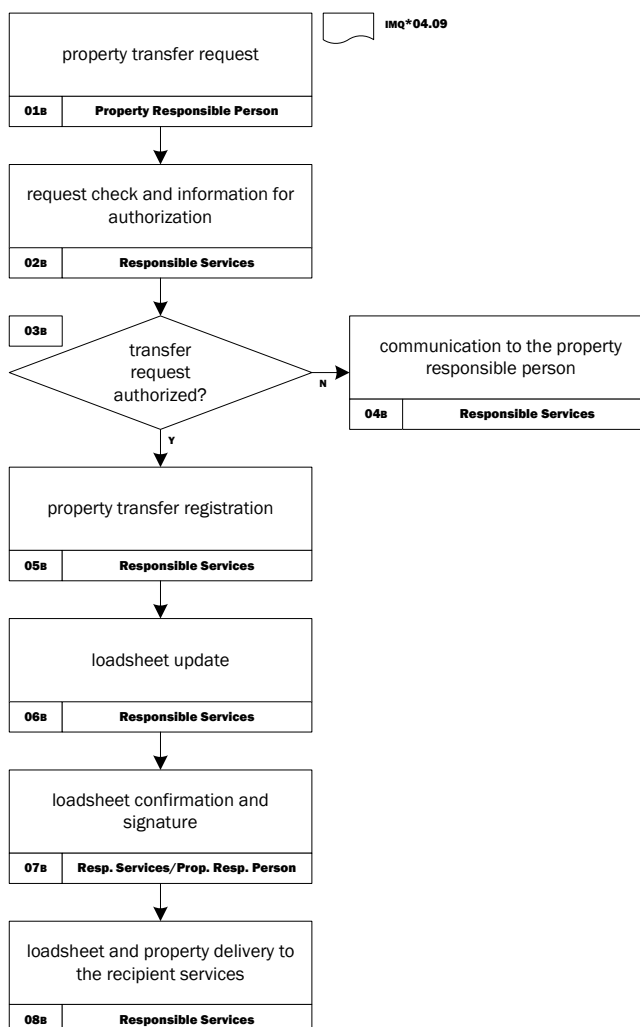 property transfer request
IMQ*04.09
01B Property Responsible Person
request check and information for
authorization
02B Responsible Services
03B
transfer
request
authorized?
N
Y
communication to the property
responsible person
04B Responsible Services
property transfer registration
05B Responsible Services
loadsheet update
06B Responsible Services
loadsheet confirmation and
signature
07B Resp. Services/Prop. Resp. Person
loadsheet and property delivery to
the recipient services
08B Responsible Services